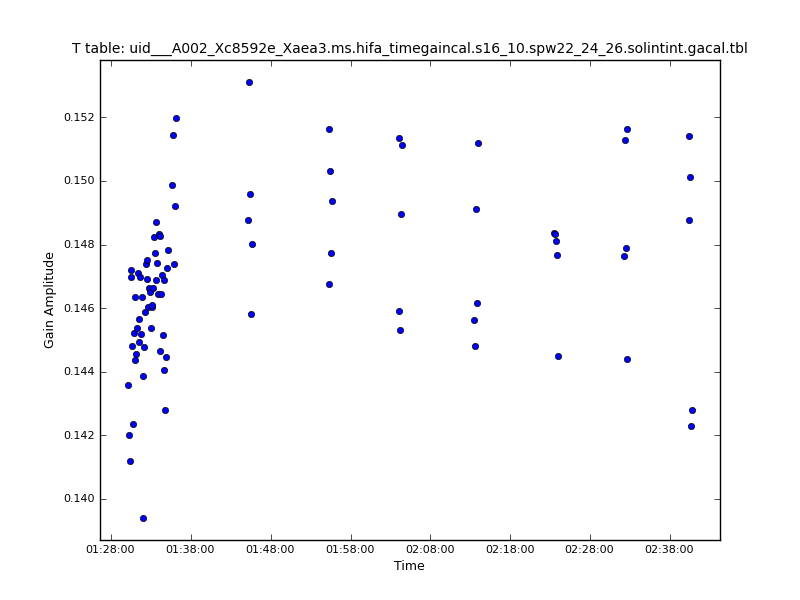 T table: uid___A002_Xc8592e_Xaea3.ms.hifa_timegaincal.s16_10.spw22_24_26.solintint.gacal.tbl
0.152
0.150
0.148
0.146
0.144
0.142
0.140
Gain Amplitude
01:28:00 01:38:00 01:48:00 01:58:00 02:08:00 02:18:00 02:28:00 02:38:00
Time